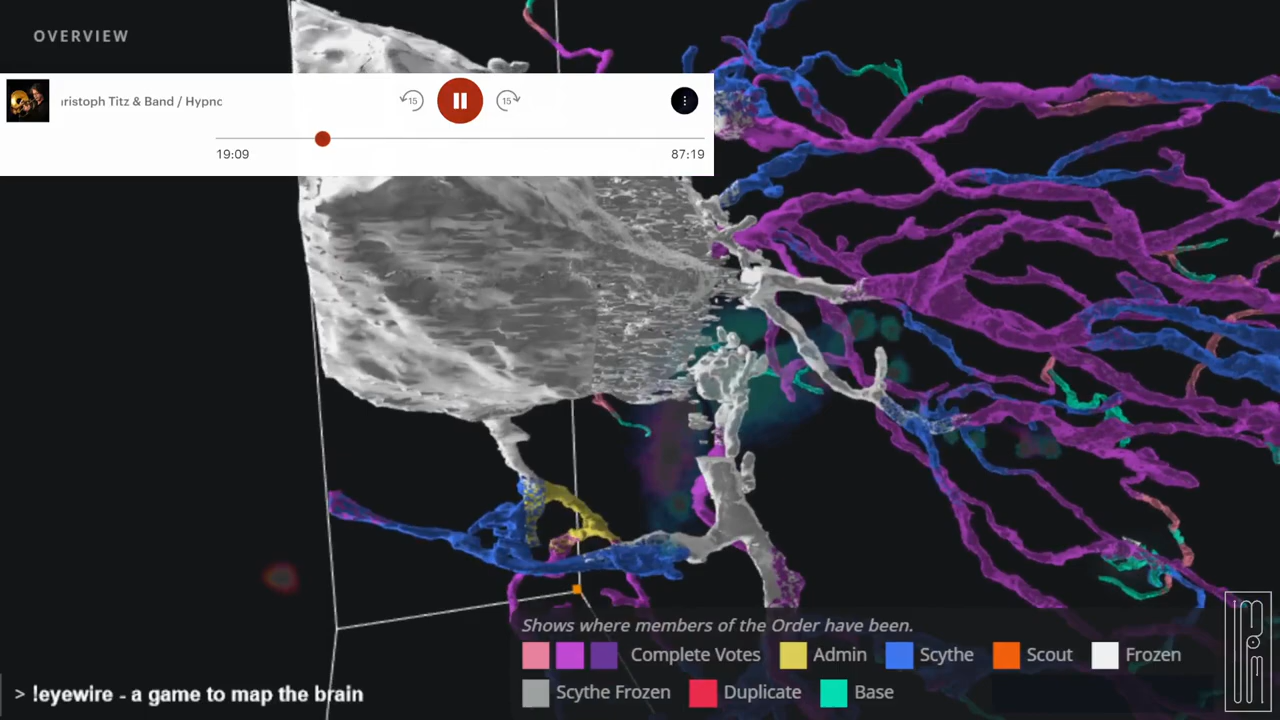 OVERVIEW
ristoph Titz & Band / Hypno
15
15
19:09
87:19
Shows where members of the Order have been.
Complete Votes
Admin
Scythe
Scout
Frozen
Scythe Frozen
Duplicate
Base
> !eyewire - a game to map the brain